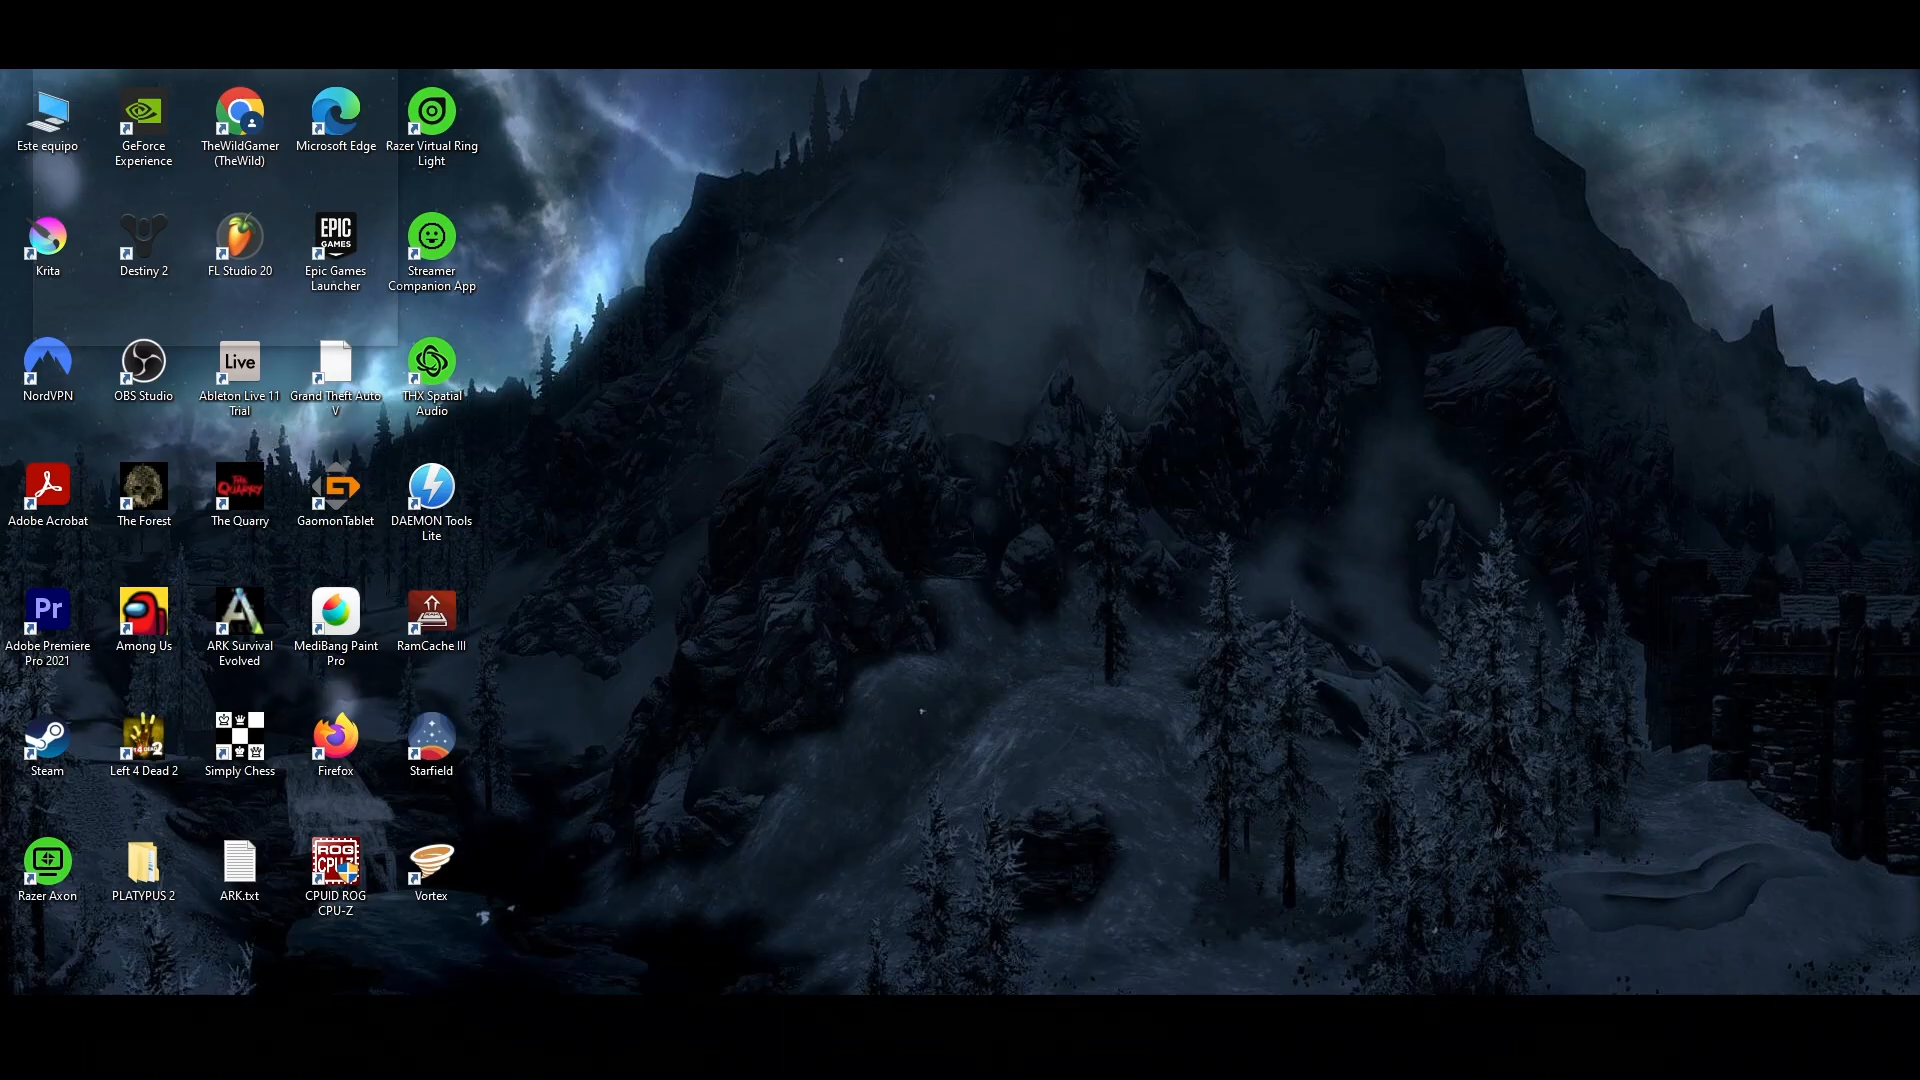 Este equipo
GeForce
Experience
TheWildGamer
(TheWild)
Microsoft Edge
Razer Virtual Ring
Light
Krita
Destiny 2
FL Studio 20
EPIC
GAMES
Epic Games
Launcher
Streamer
Companion App
NordVPN
OBS Studio
Live
Ableton Live 11
Trial
Grand Theft Auto
V
THX Spatial
Audio
Adobe Acrobat
The Forest
THE
QUARRY
The Quarry
GaomonTablet
DAEMON Tools
Lite
Pr
Adobe Premiere
Pro 2021
Among Us
ARK Survival
Evolved
MediBang Paint
Pro
RamCache III
Steam
Left 4 Dead 2
Simply Chess
Firefox
Starfield
Razer Axon
PLATYPUS 2
ARK.txt
ROG
CPU-Z
CPUID ROG
CPU-Z
Vortex